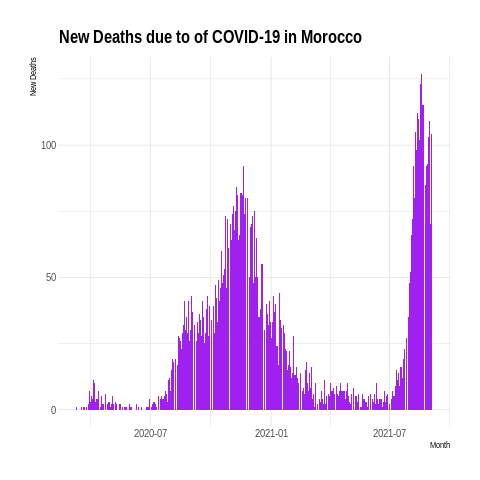 New Deaths due to of COVID-19 in Morocco
New Deaths
100
50
0
2020-07
2021-01
2021-07
Month